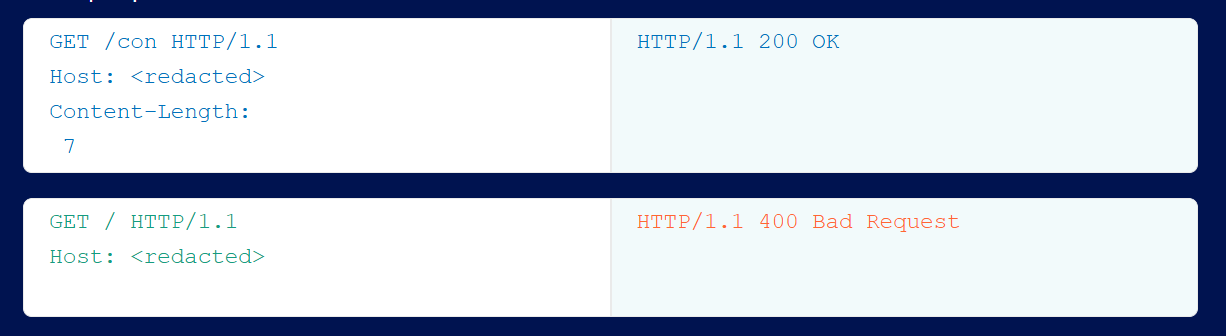 GET /con HTTP/1.1
Host: <redacted>
Content-Length:
 7
HTTP/1.1 200 OK
GET / HTTP/1.1
Host: <redacted>
HTTP/1.1 400 Bad Request